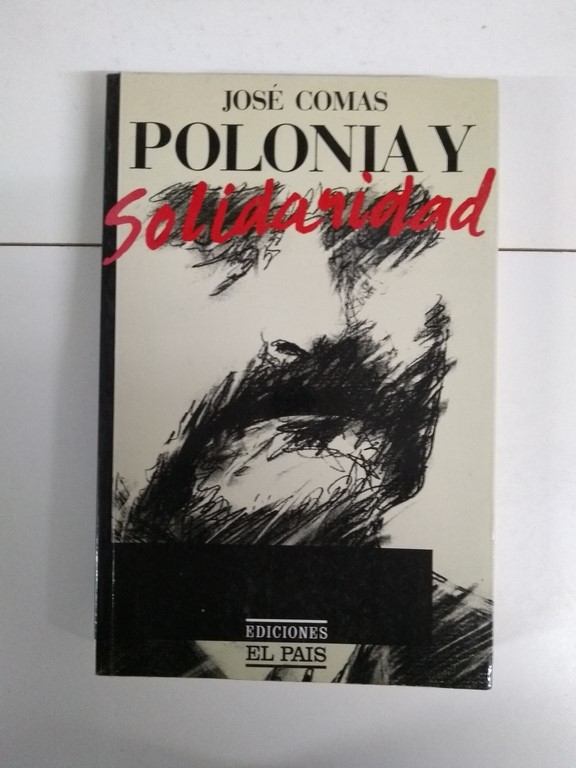 JOSÉ COMAS
POLONIA Y
Solidaridad
EDICIONES
EL PAIS